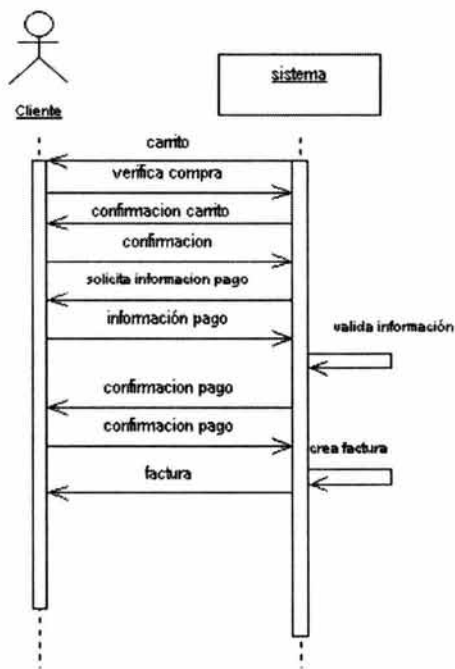 sistema
Cliente
carrito
verifica compra
confirmacion carrito
confirmacion
solicita informacion pago
información pago
valida información
confirmacion pago
confirmacion pago
crea factura
factura